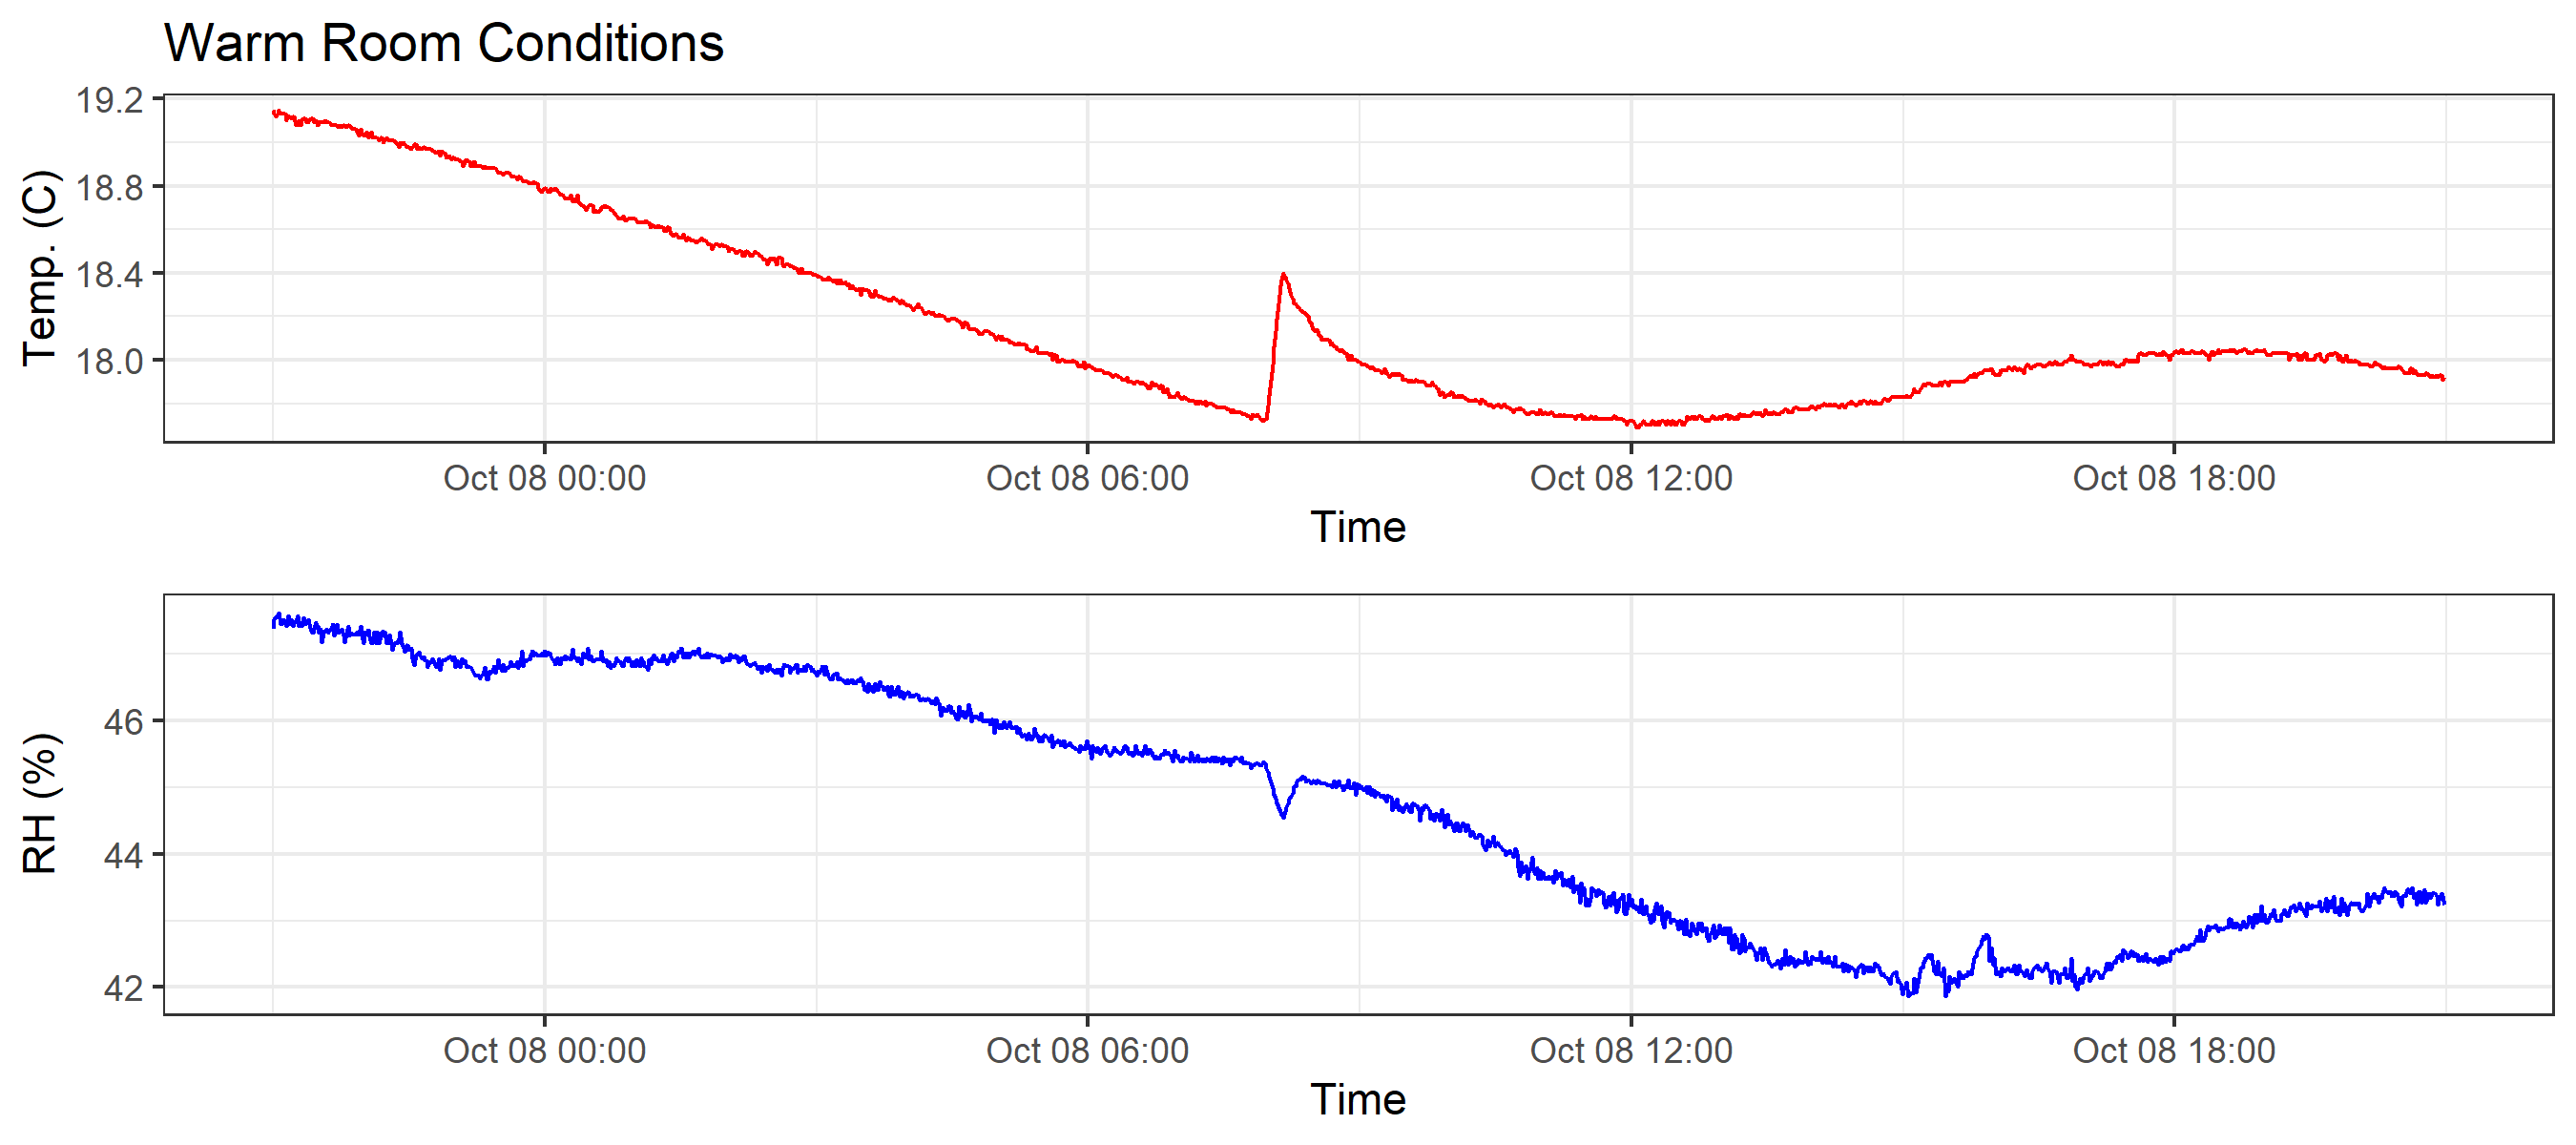 Warm Room Conditions
19.2
18.8
18.4
18.0
Temp. (C)
Oct 08 00:00 Oct 08 06:00 Oct 08 12:00 Oct 08 18:00
Time
46
44
42
RH (%)
Oct 08 00:00 Oct 08 06:00 Oct 08 12:00 Oct 08 18:00
Time